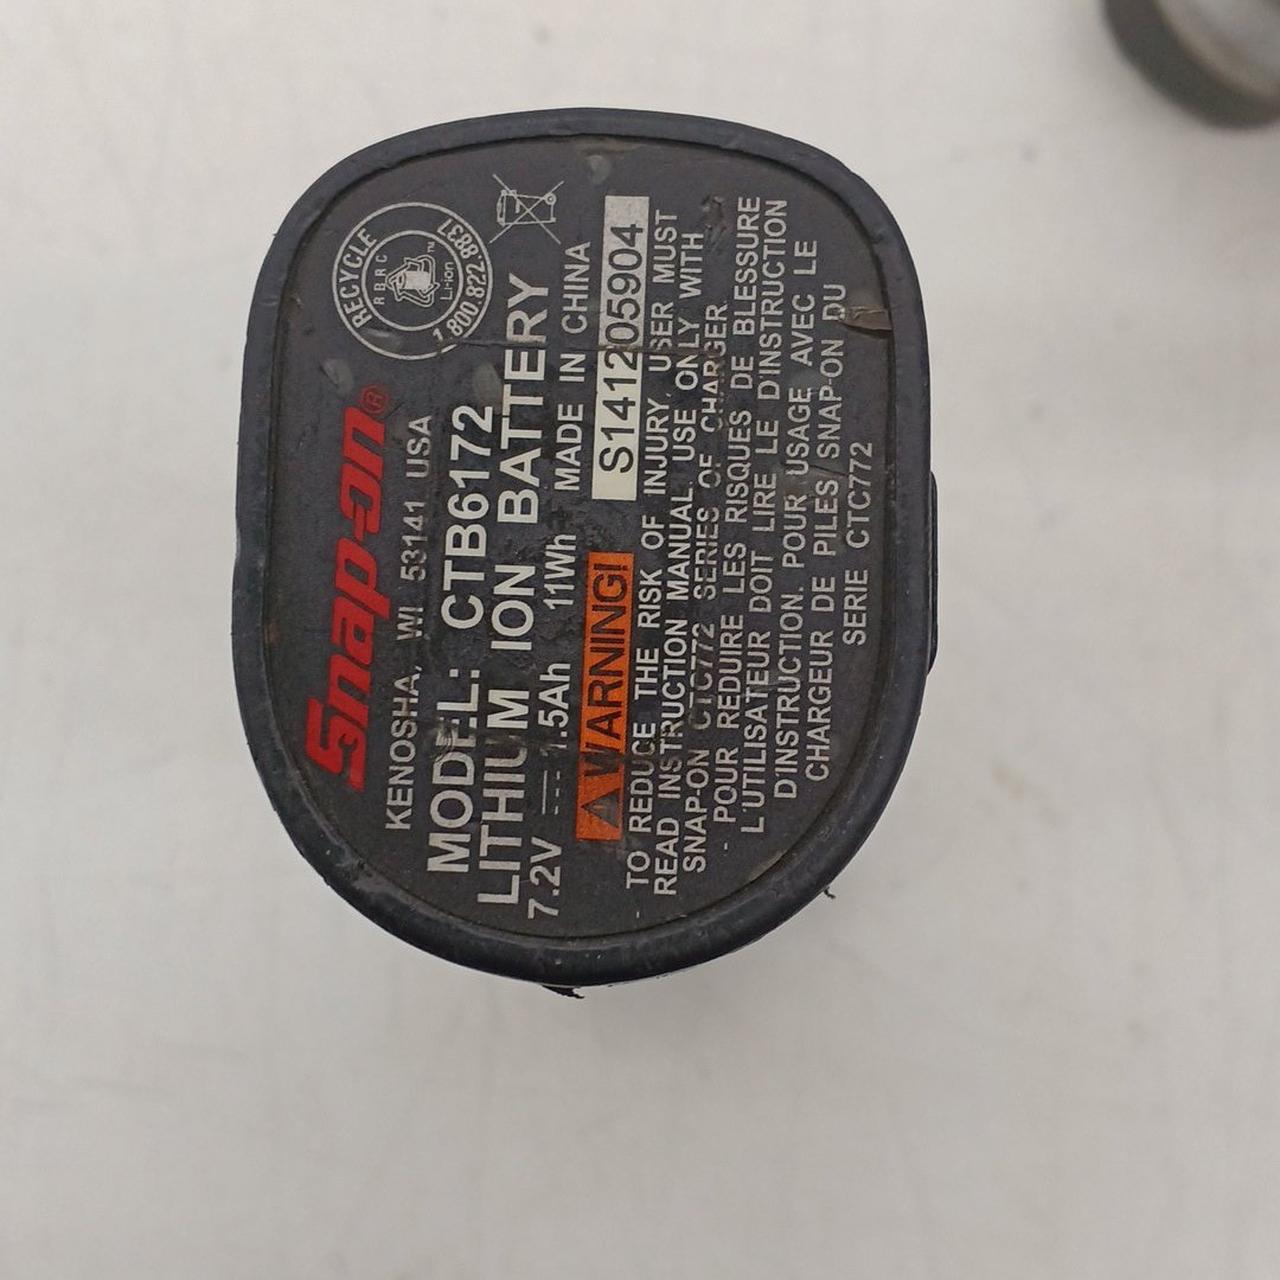 Snap-on®
KENOSHA, WI 53141 USA
MODEL: CTB6172
LITHIUM ION BATTERY
7.2V 1.5Ah 11Wh MADE IN CHINA
RECYCLE
RBRC
Li-ion
™
1.800.822.8837
WARNING! S141205904
TO REDUCE THE RISK OF INJURY, USER MUST
READ INSTRUCTION MANUAL. USE ONLY WITH
SNAP-ON CTC772 SERIES OF CHARGER.
POUR REDUIRE LES RISQUES DE BLESSURE
L'UTILISATEUR DOIT LIRE LE D'INSTRUCTION
D'INSTRUCTION. POUR USAGE AVEC LE
CHARGEUR DE PILES SNAP-ON DU
SERIE CTC772